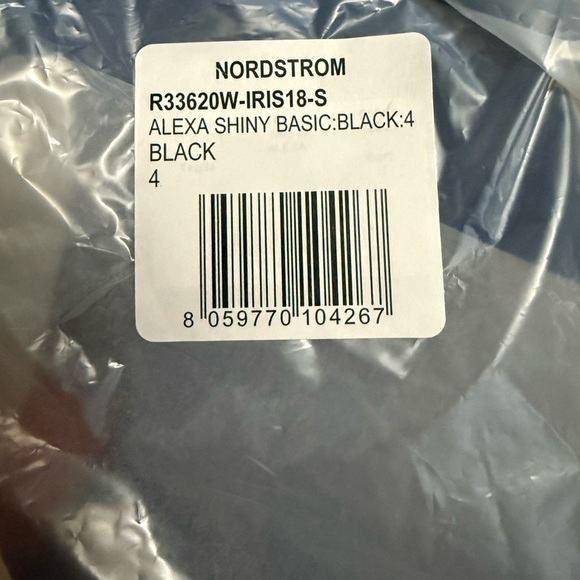 NORDSTROM
R33620W-IRIS18-S
ALEXA SHINY BASIC:BLACK:4
BLACK
4
8 059770 104267